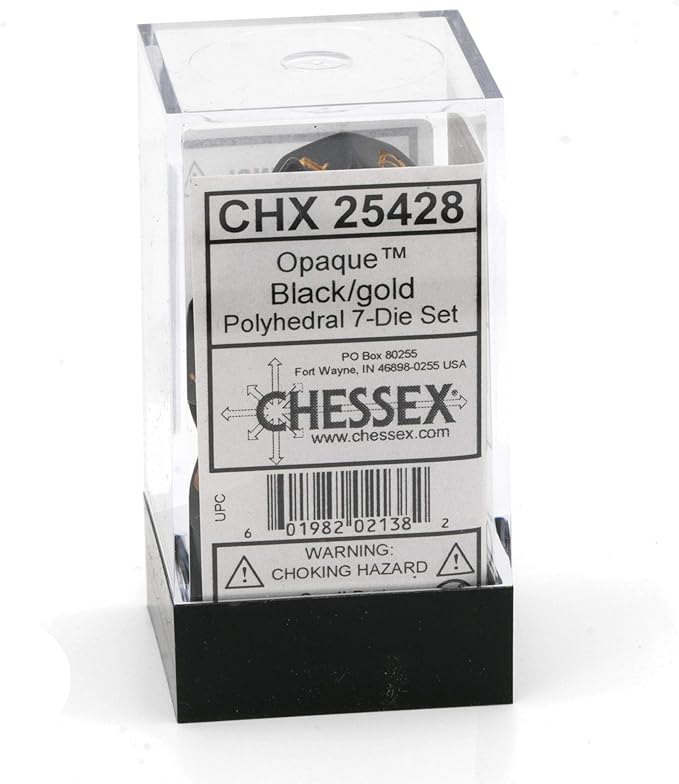 CHX 25428
Opaque™
Black/gold
Polyhedral 7-Die Set
PO Box 80255
Fort Wayne, IN 46898-0255 USA
CHESSEX®
www.chessex.com
UPC
6 01982 02138 2
WARNING:
CHOKING HAZARD